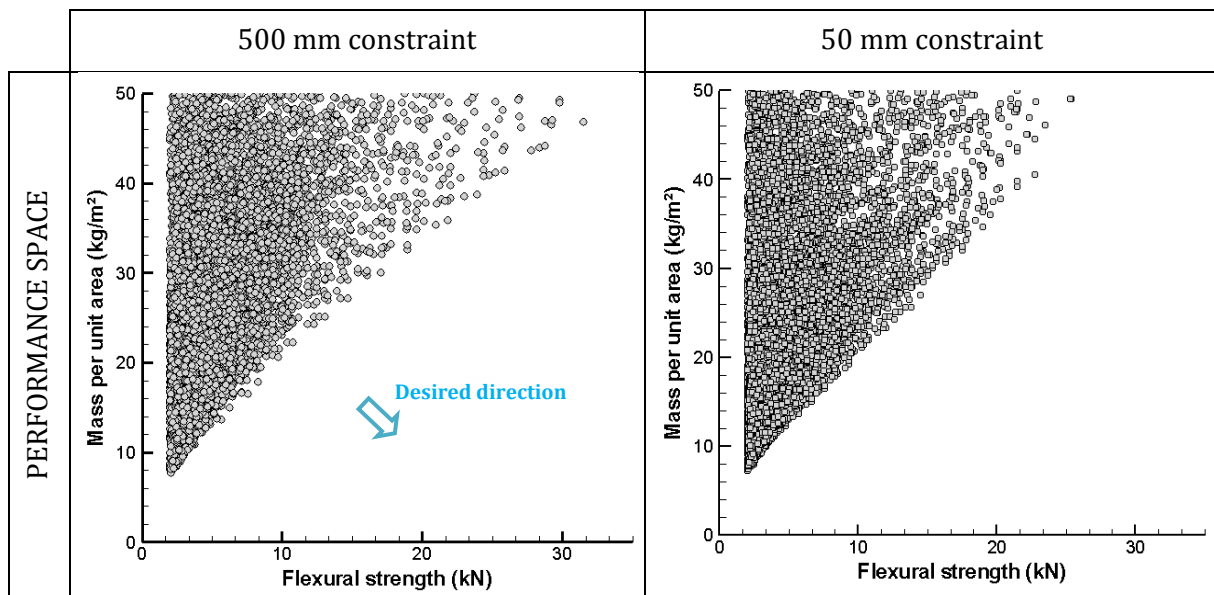 500 mm constraint
50 mm constraint
PERFORMANCE SPACE
Mass per unit area (kg/m²)
50
40
30
20
10
0
Desired direction
0
10
20
30
Flexural strength (kN)
Mass per unit area (kg/m²)
50
40
30
20
10
0
0
10
20
30
Flexural strength (kN)